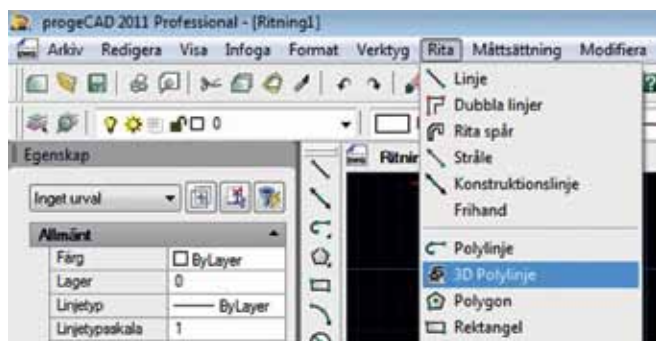 progeCAD 2011 Professional - [Ritning1]
Arkiv Redigera Visa Infoga Format Verktyg Rita Måttsättning Modifiera
0
Egenskap
Inget urval
Allmänt
Färg ByLayer
Lager 0
Linjetyp ByLayer
Linjetypsskala 1
Linje
Dubbla linjer
Rita spår
Stråle
Konstruktionslinje
Frihand
Polylinje
3D Polylinje
Polygon
Rektangel